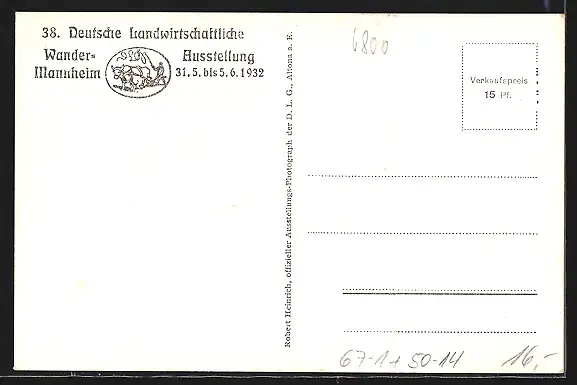 38. Deutsche Landwirtschaftliche
Wander- Ausstellung
Mannheim 31.5. bis 5.6.1932
Robert Heinrich, offizieller Ausstellungs-Photograph der D. L. G., Altona a. E.
6800
Verkaufspreis
15 Pf.
67-1+50-14
16,-